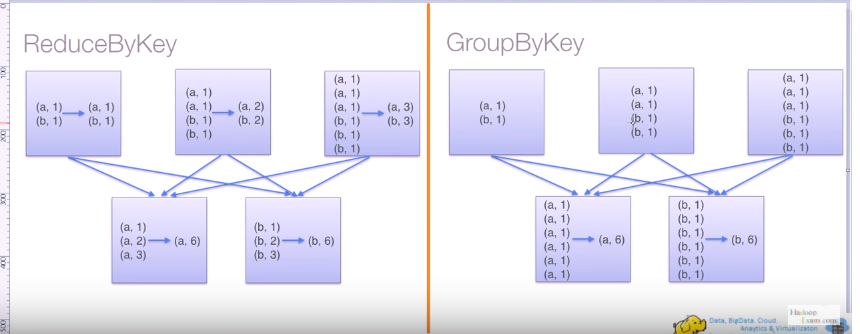 ReduceByKey
(a, 1) (a, 1)
(b, 1) (b, 1)
(a, 1)
(a, 1) (a, 2)
(b, 1) (b, 2)
(b, 1)
(a, 1)
(a, 1)
(a, 1) (a, 3)
(b, 1) (b, 3)
(b, 1)
(b, 1)
(a, 1)
(a, 2) (a, 6)
(a, 3)
(b, 1)
(b, 2) (b, 6)
(b, 3)
GroupByKey
(a, 1)
(b, 1)
(a, 1)
(a, 1)
(b, 1)
(b, 1)
(a, 1)
(a, 1)
(a, 1)
(b, 1)
(b, 1)
(b, 1)
(a, 1)
(a, 1)
(a, 1) (a, 6)
(a, 1)
(a, 1)
(a, 1)
(b, 1)
(b, 1)
(b, 1) (b, 6)
(b, 1)
(b, 1)
(b, 1)
Data, BigData, Cloud,
Analytics & Virtualization
Hadoop
Exam.com
0
100
200
300
400
500